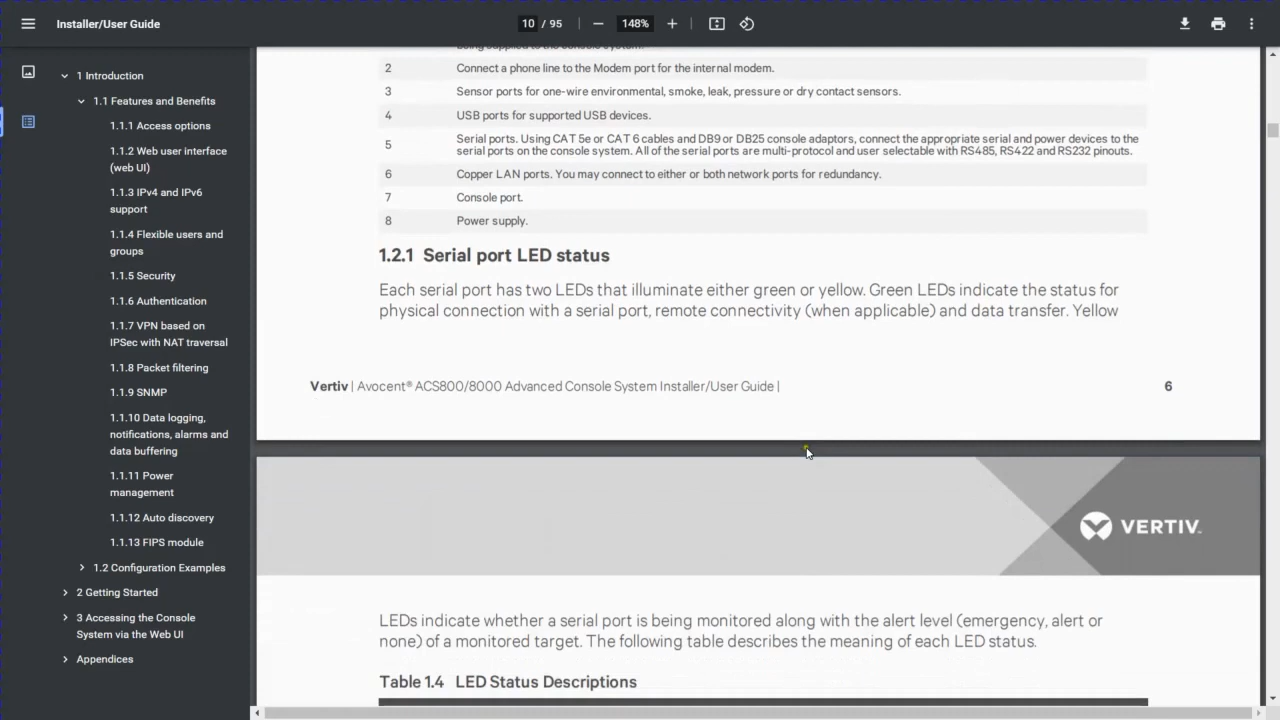 Installer/User Guide
10 / 95
148%
1 Introduction
1.1 Features and Benefits
1.1.1 Access options
1.1.2 Web user interface
(web UI)
1.1.3 IPv4 and IPv6
support
1.1.4 Flexible users and
groups
1.1.5 Security
1.1.6 Authentication
1.1.7 VPN based on
IPSec with NAT traversal
1.1.8 Packet filtering
1.1.9 SNMP
1.1.10 Data logging,
notifications, alarms and
data buffering
1.1.11 Power
management
1.1.12 Auto discovery
1.1.13 FIPS module
1.2 Configuration Examples
2 Getting Started
3 Accessing the Console
System via the Web UI
Appendices
being supplied to the console system.
2 Connect a phone line to the Modem port for the internal modem.
3 Sensor ports for one-wire environmental, smoke, leak, pressure or dry contact sensors.
4 USB ports for supported USB devices.
5 Serial ports. Using CAT 5e or CAT 6 cables and DB9 or DB25 console adaptors, connect the appropriate serial and power devices to the
serial ports on the console system. All of the serial ports are multi-protocol and user selectable with RS485, RS422 and RS232 pinouts.
6 Copper LAN ports. You may connect to either or both network ports for redundancy.
7 Console port.
8 Power supply.
1.2.1 Serial port LED status
Each serial port has two LEDs that illuminate either green or yellow. Green LEDs indicate the status for
physical connection with a serial port, remote connectivity (when applicable) and data transfer. Yellow
Vertiv | Avocent® ACS800/8000 Advanced Console System Installer/User Guide | 6
VERTIV™
LEDs indicate whether a serial port is being monitored along with the alert level (emergency, alert or
none) of a monitored target. The following table describes the meaning of each LED status.
Table 1.4 LED Status Descriptions